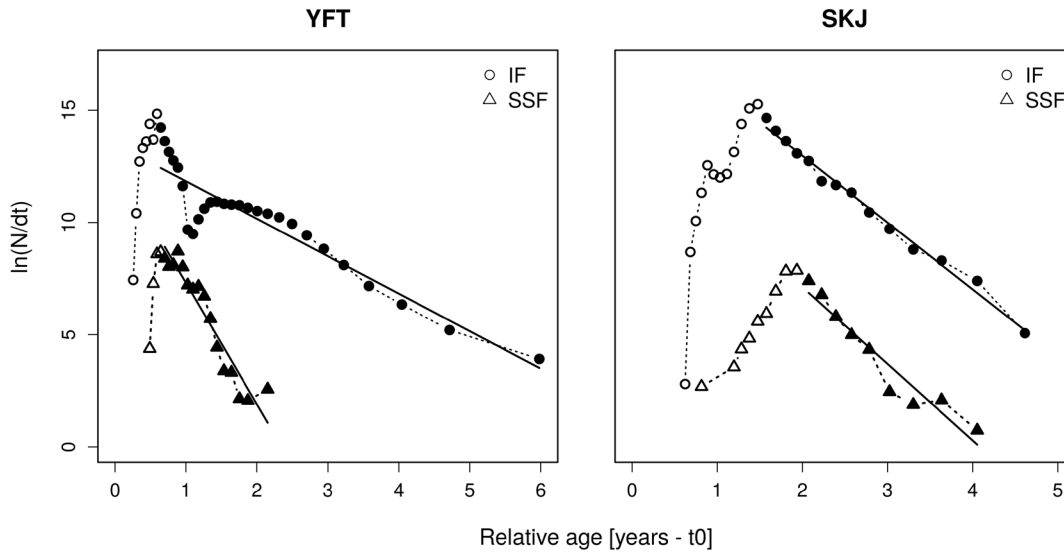 YFT
SKJ
IF
SSF
IF
SSF
ln(N/dt)
15
10
5
0
0 1 2 3 4 5 6
0 1 2 3 4 5
Relative age [years - t0]